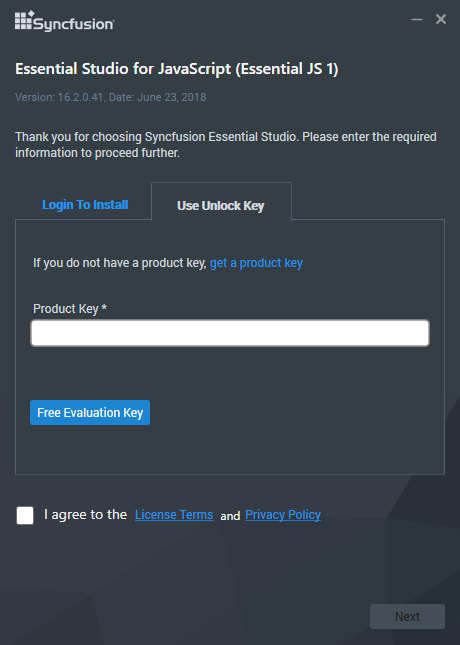 Syncfusion
Essential Studio for JavaScript (Essential JS 1)
Version: 16.2.0.41, Date: June 23, 2018
Thank you for choosing Syncfusion Essential Studio. Please enter the required
information to proceed further.
Login To Install
Use Unlock Key
If you do not have a product key, get a product key
Product Key *
Free Evaluation Key
I agree to the License Terms and Privacy Policy
Next